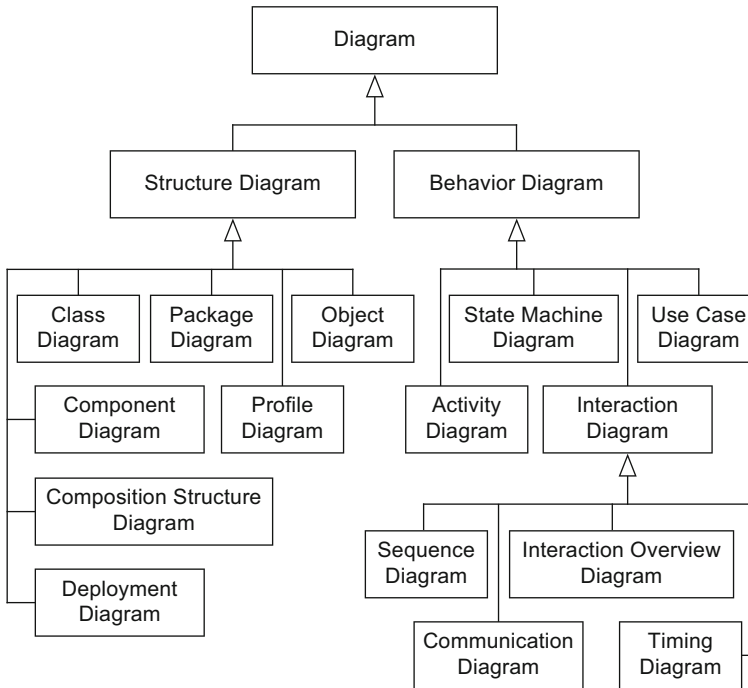 Diagram
Structure Diagram
Behavior Diagram
Class
Diagram
Package
Diagram
Object
Diagram
State Machine
Diagram
Use Case
Diagram
Component
Diagram
Profile
Diagram
Activity
Diagram
Interaction
Diagram
Composition Structure
Diagram
Sequence
Diagram
Interaction Overview
Diagram
Deployment
Diagram
Communication
Diagram
Timing
Diagram